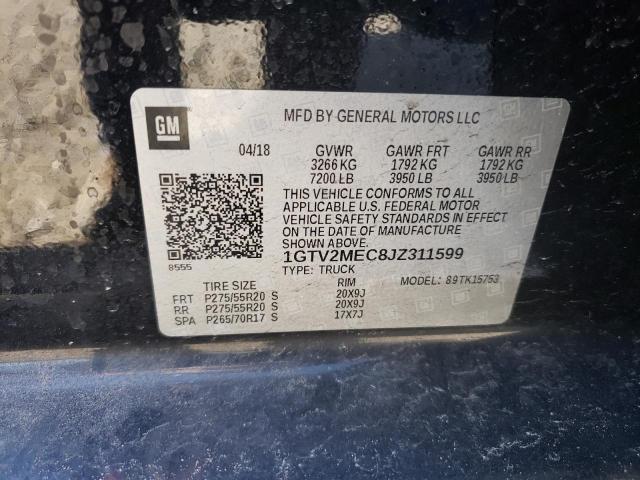 GM
MFD BY GENERAL MOTORS LLC
04/18 GVWR GAWR FRT GAWR RR
3266 KG 1792 KG 1792 KG
7200 LB 3950 LB 3950 LB
THIS VEHICLE CONFORMS TO ALL
APPLICABLE U.S. FEDERAL MOTOR
VEHICLE SAFETY STANDARDS IN EFFECT
ON THE DATE OF MANUFACTURE
SHOWN ABOVE.
8555 1GTV2MEC8JZ311599
TYPE: TRUCK MODEL: 89TK15753
TIRE SIZE RIM
FRT P275/55R20 S 20X9J
RR P275/55R20 S 20X9J
SPA P265/70R17 S 17X7J